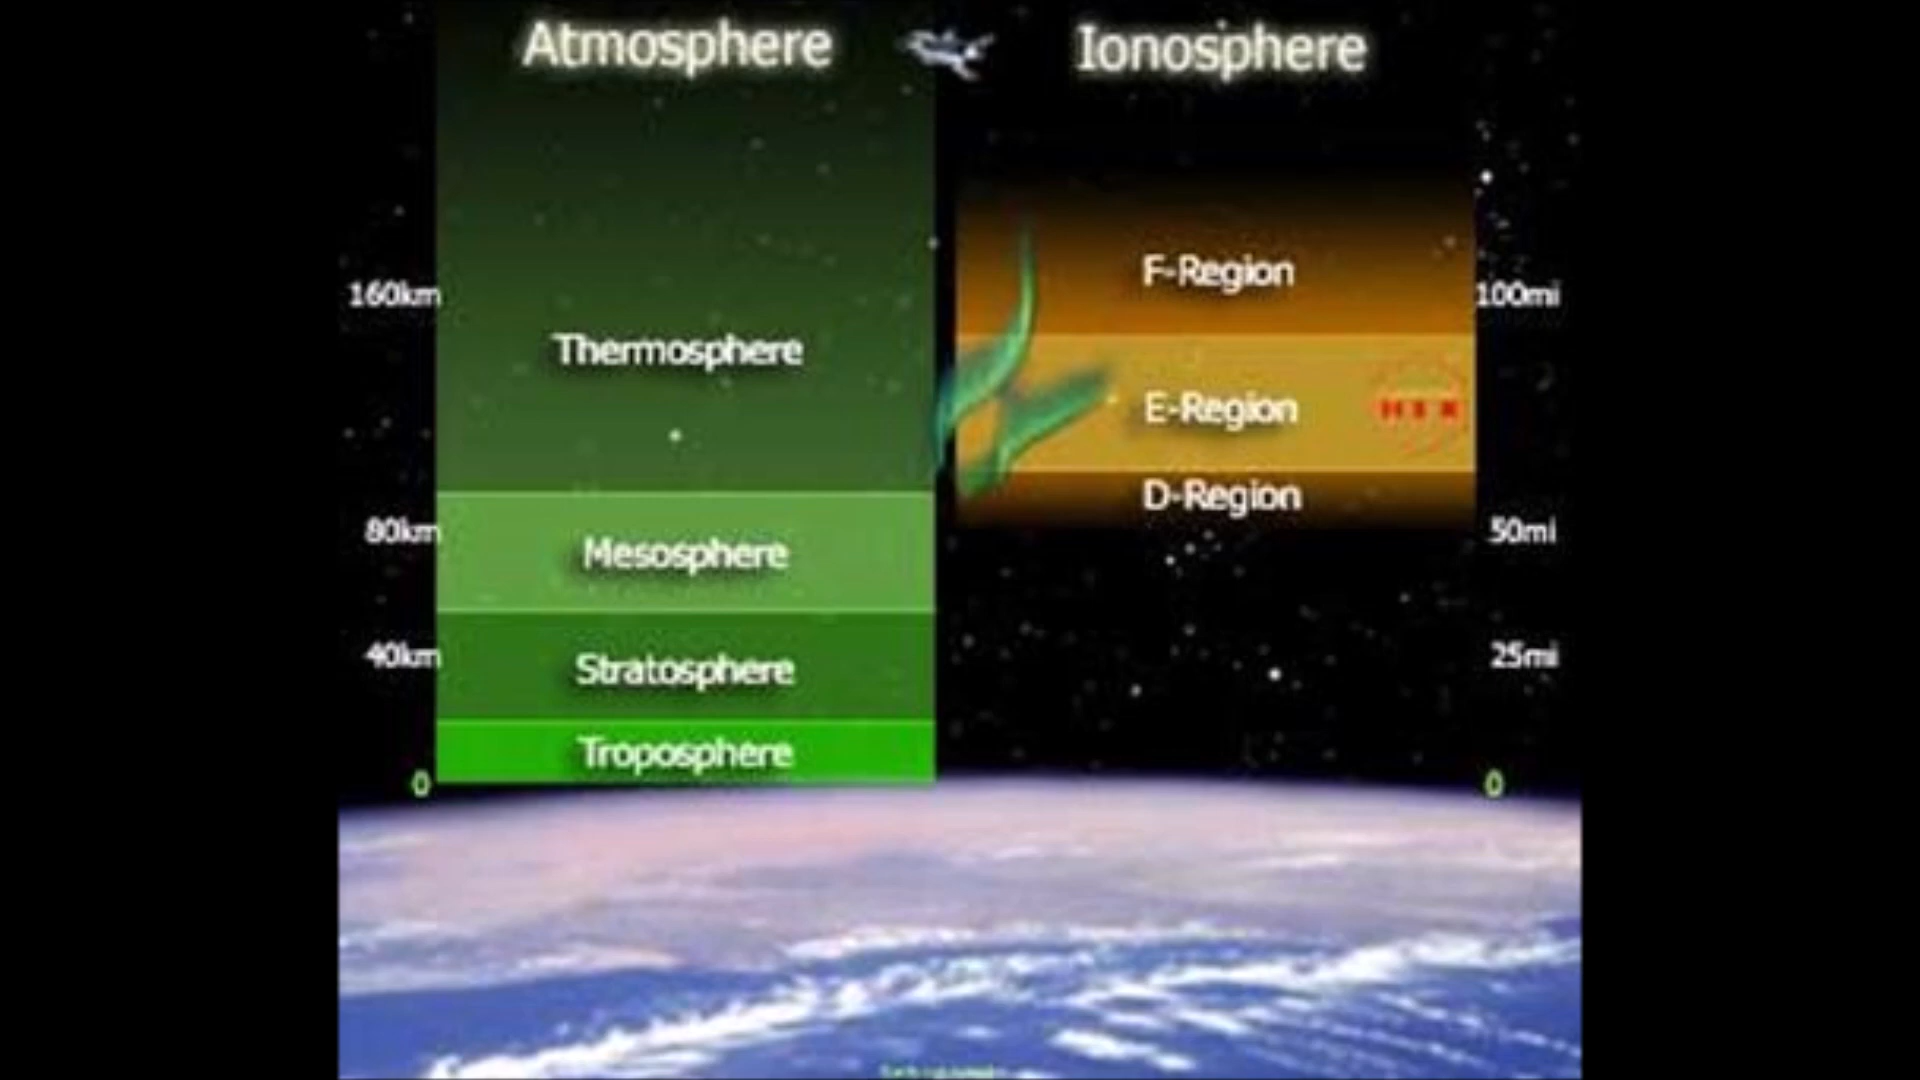 Atmosphere
Ionosphere
F-Region
160km
100mi
Thermosphere
E-Region
D-Region
80km
50mi
Mesosphere
40km
25mi
Stratosphere
Troposphere
0
0